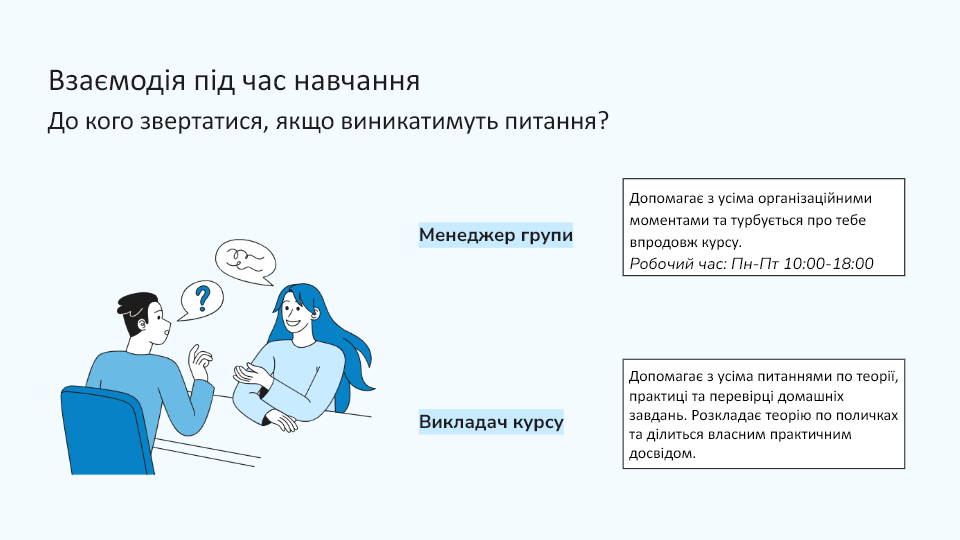 Взаємодія під час навчання
До кого звертатися, якщо виникатимуть питання?
Менеджер групи
Допомагає з усіма організаційними
моментами та турбується про тебе
впродовж курсу.
Робочий час: Пн-Пт 10:00-18:00
?
Викладач курсу
Допомагає з усіма питаннями по теорії,
практиці та перевірці домашніх
завдань. Розкладає теорію по поличках
та ділиться власним практичним
досвідом.